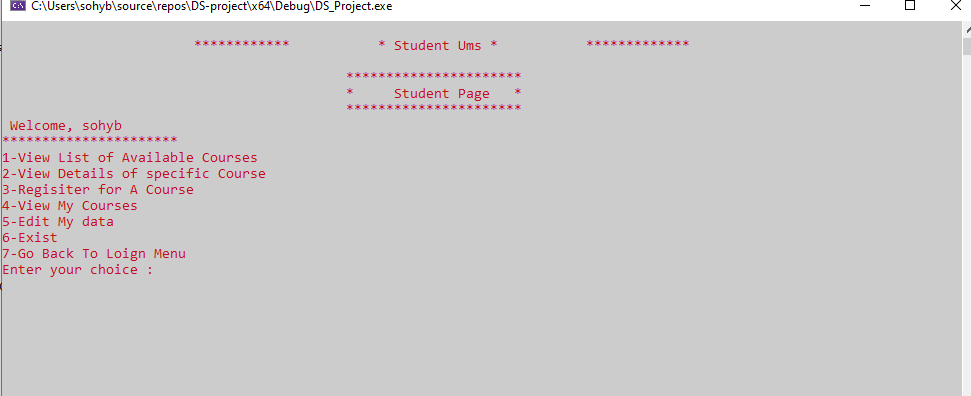 C:\Users\sohyb\source\repos\DS-project\x64\Debug\DS_Project.exe
************ * Student Ums * *************
**********************
* Student Page *
**********************
Welcome, sohyb
**********************
1-View List of Available Courses
2-View Details of specific Course
3-Regisiter for A Course
4-View My Courses
5-Edit My data
6-Exist
7-Go Back To Loign Menu
Enter your choice :